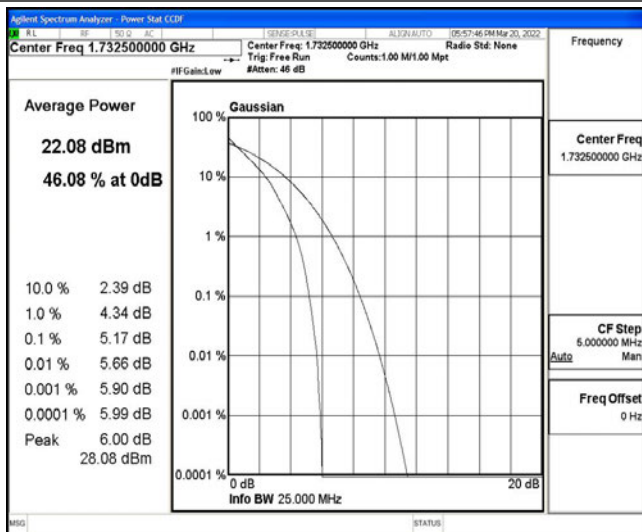 Agilent Spectrum Analyzer - Power Stat CCDF
RL RF 50 Ω AC SENSE:PULSE ALIGN AUTO 05:57:46 PM Mar 20, 2022
Center Freq 1.732500000 GHz
Center Freq: 1.732500000 GHz Radio Std: None
Trig: Free Run Counts:1.00 M/1.00 Mpt
#IFGain:Low #Atten: 46 dB
Frequency
Average Power
22.08 dBm
46.08 % at 0dB
10.0 % 2.39 dB
1.0 % 4.34 dB
0.1 % 5.17 dB
0.01 % 5.66 dB
0.001 % 5.90 dB
0.0001 % 5.99 dB
Peak 6.00 dB
28.08 dBm
Gaussian
100 %
10 %
1 %
0.1 %
0.01 %
0.001 %
0.0001 %
0 dB 20 dB
Info BW 25.000 MHz
Center Freq
1.732500000 GHz
CF Step
5.000000 MHz
Auto Man
Freq Offset
0 Hz
MSG STATUS